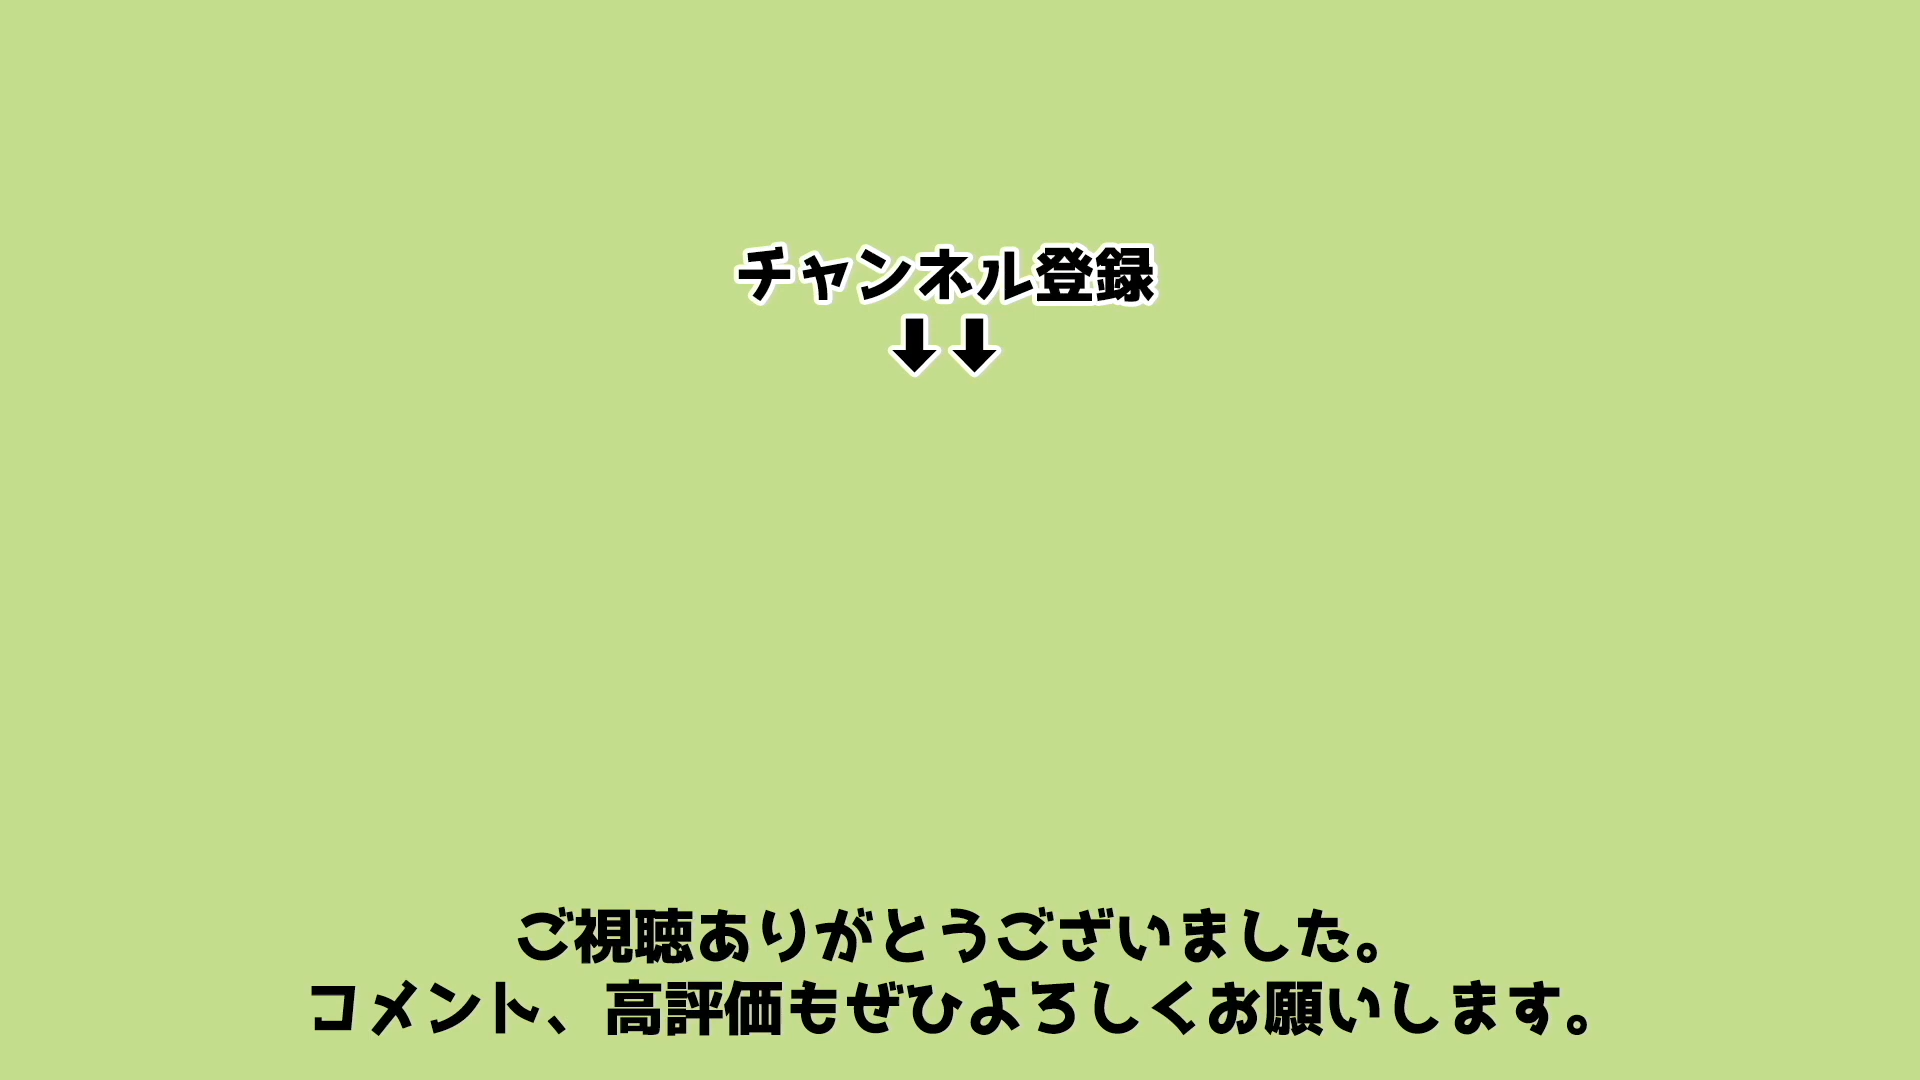 チャンネル登録
⬇⬇
ご視聴ありがとうございました。
コメント、高評価もぜひよろしくお願いします。